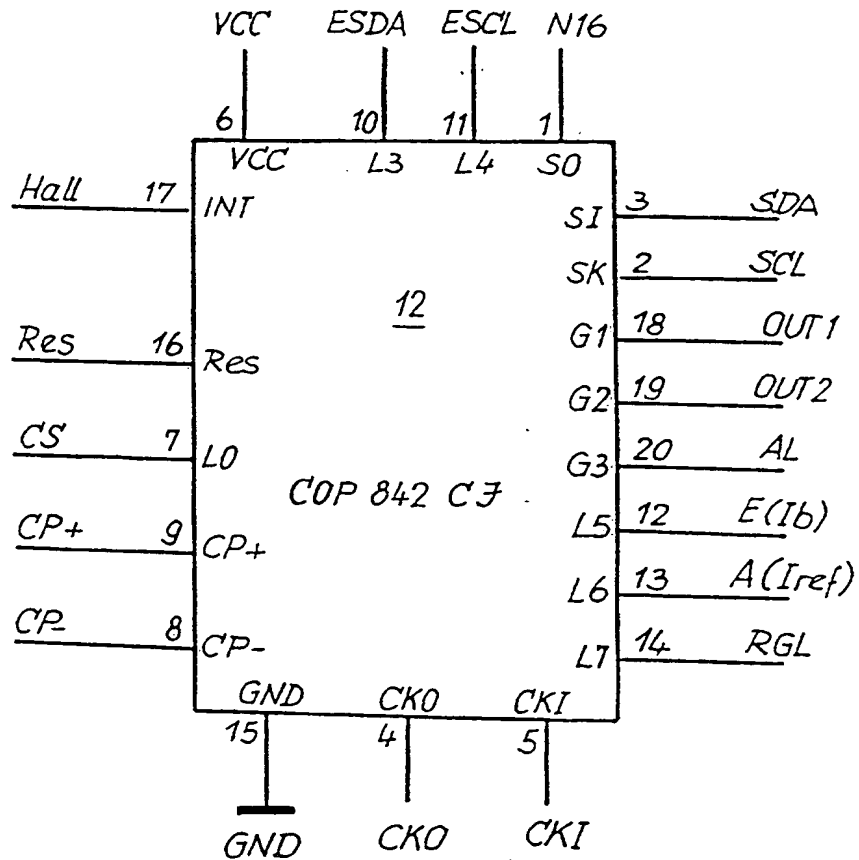 VCC ESDA ESCL N16
6 10 11 1
VCC L3 L4 SO
Hall 17 INT
SI 3 SDA
SK 2 SCL
12
G1 18 OUT1
Res 16 Res
G2 19 OUT2
CS 7 L0
G3 20 AL
COP 842 CJ
L5 12 E(Ib)
CP+ 9 CP+
L6 13 A(Iref)
CP- 8 CP-
L7 14 RGL
GND CKO CKI
15 4 5
GND CKO CKI